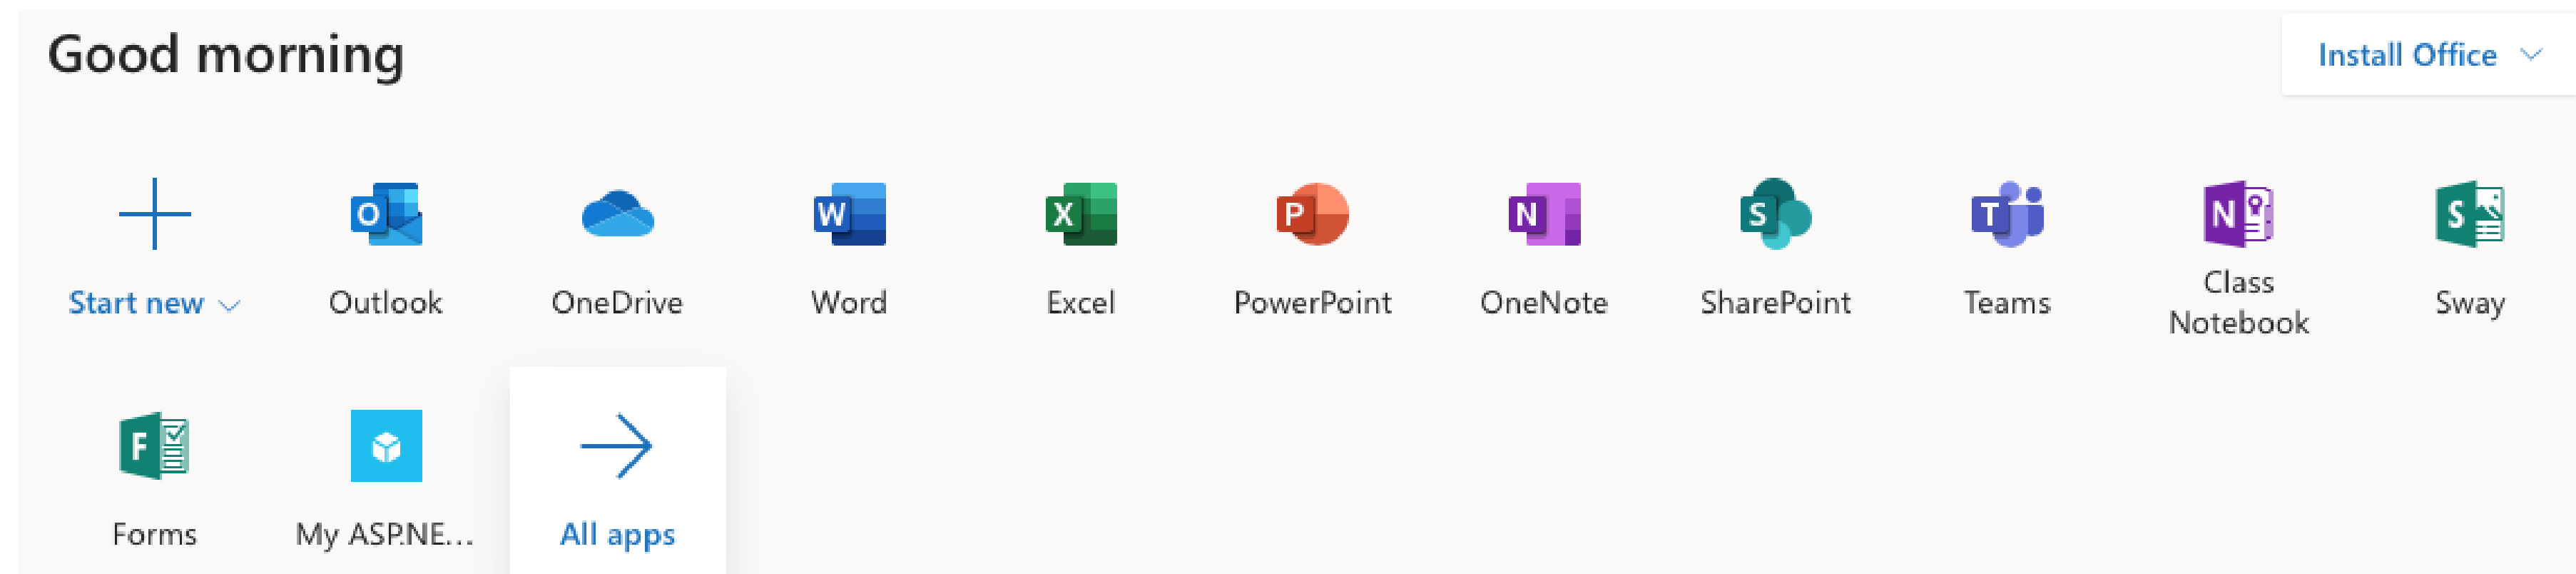 Good morning
Install Office
Start new
Outlook
OneDrive
Word
Excel
PowerPoint
OneNote
SharePoint
Teams
Class
Notebook
Sway
Forms
My ASP.NE...
All apps